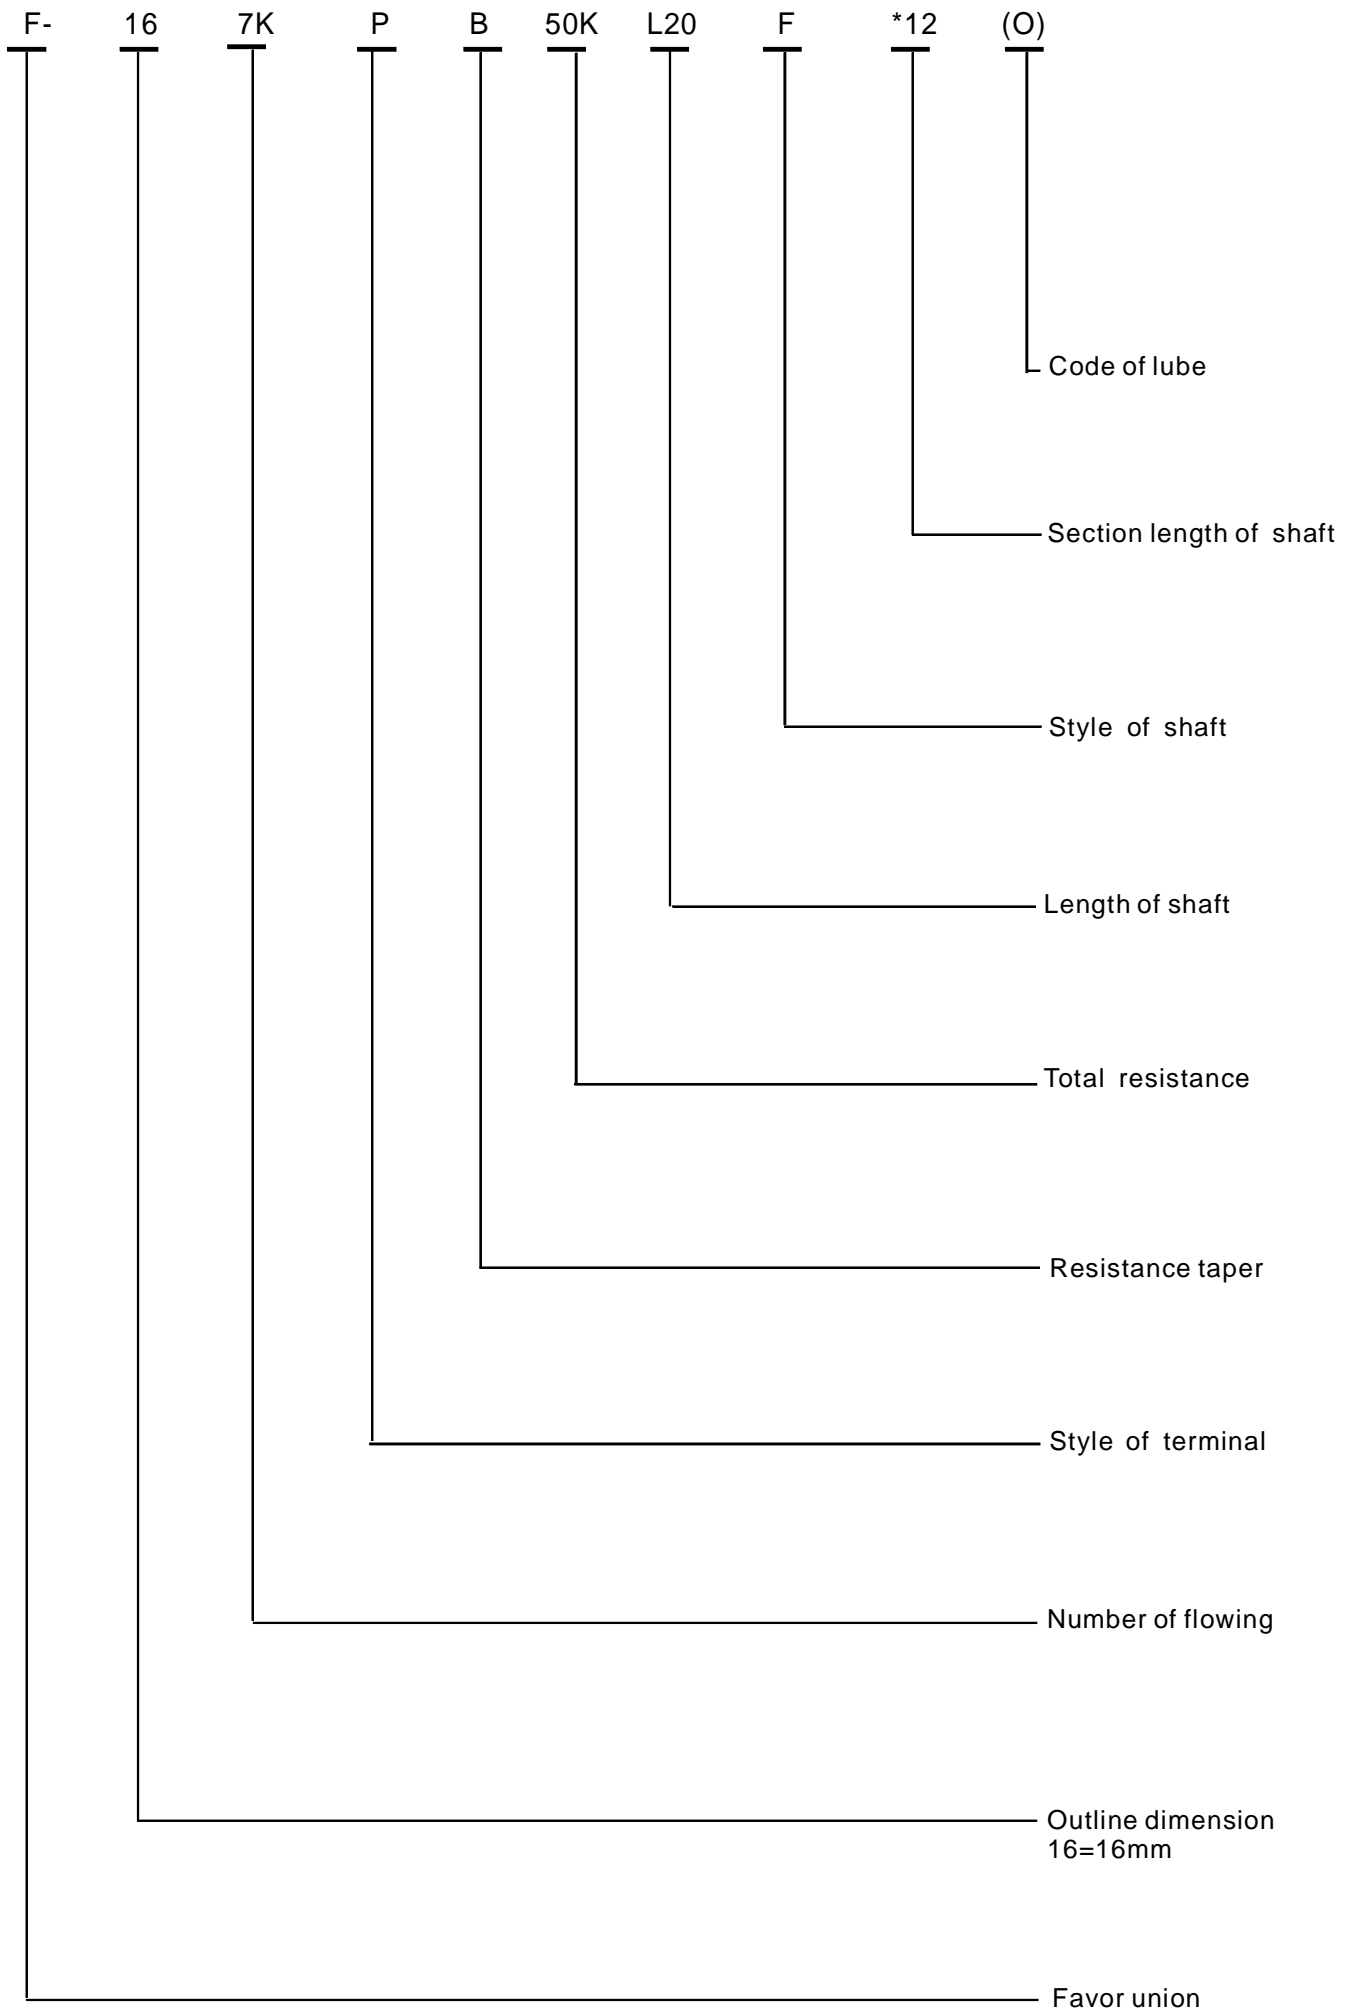 F- 16 7K P B 50K L20 F *12 (O)
Code of lube
Section length of shaft
Style of shaft
Length of shaft
Total resistance
Resistance taper
Style of terminal
Number of flowing
Outline dimension
16=16mm
Favor union